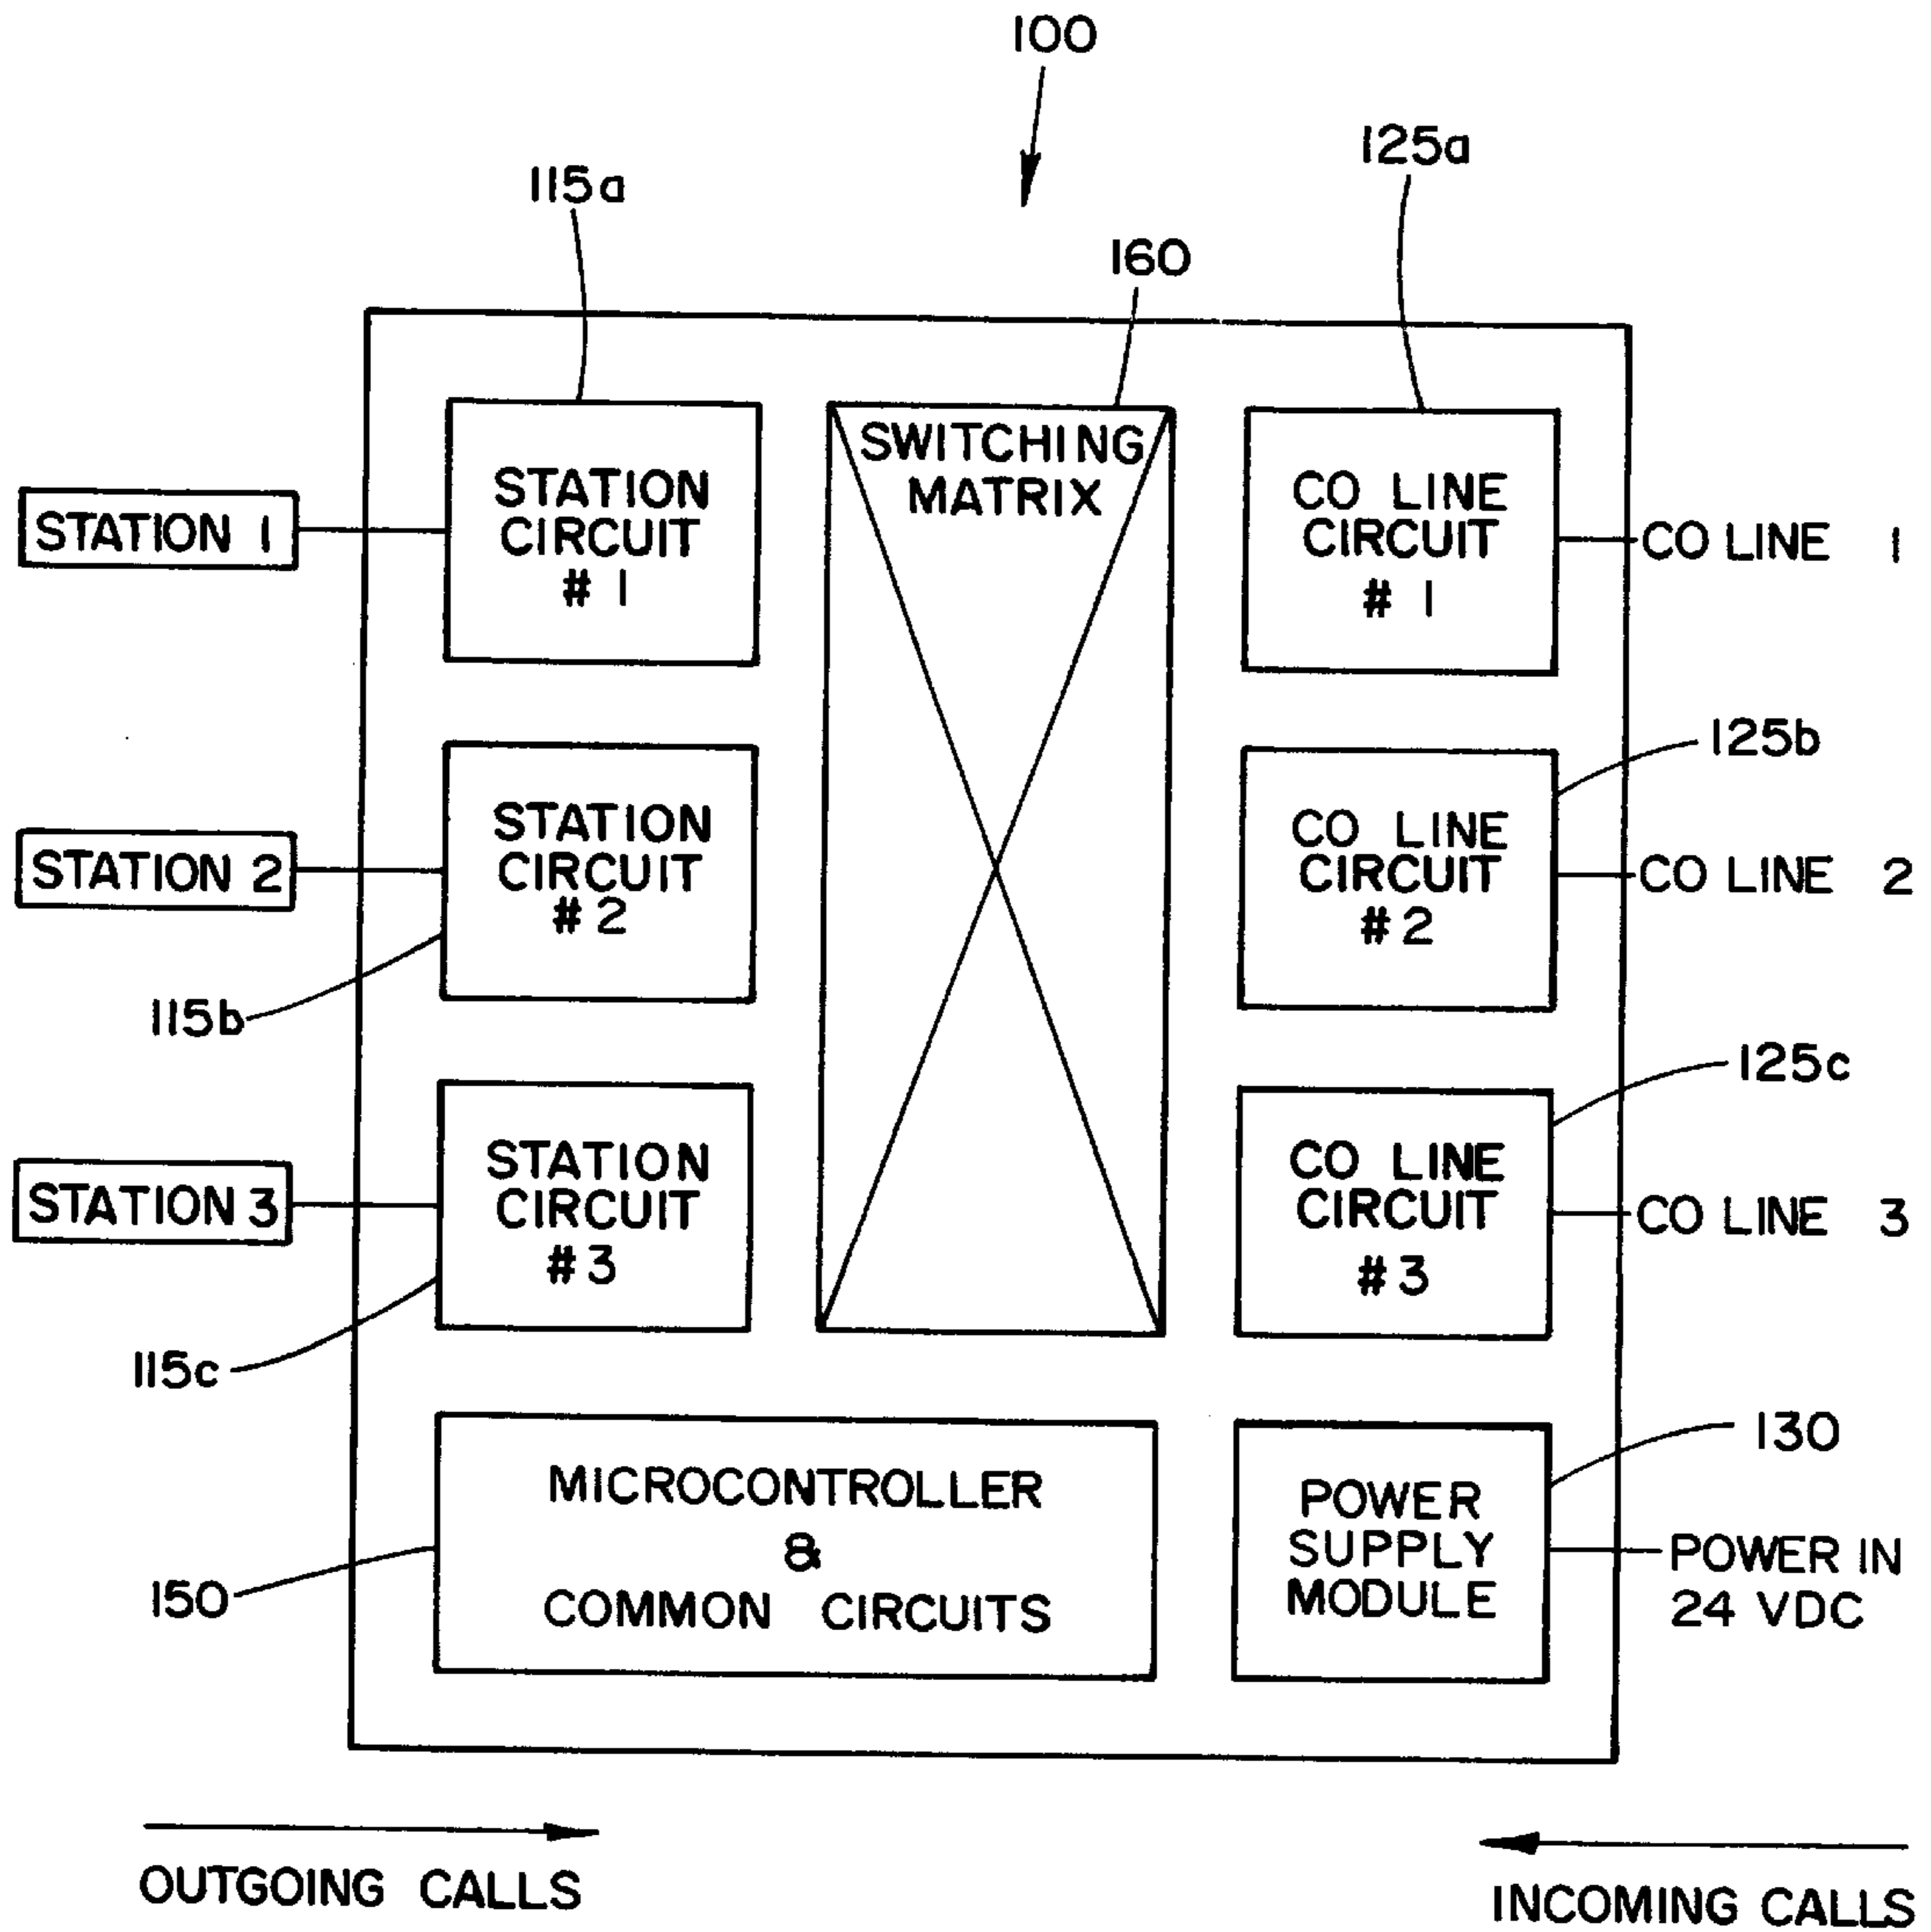 100
125a
115a
160
SWITCHING
MATRIX
STATION
CIRCUIT
# 1
CO LINE
CIRCUIT
# 1
STATION 1
CO LINE 1
125b
STATION
CIRCUIT
#2
CO LINE
CIRCUIT
#2
STATION 2
CO LINE 2
115b
125c
STATION
CIRCUIT
#3
CO LINE
CIRCUIT
#3
STATION 3
CO LINE 3
115c
130
MICROCONTROLLER
&
COMMON CIRCUITS
POWER
SUPPLY
MODULE
POWER IN
24 VDC
150
OUTGOING CALLS
INCOMING CALLS